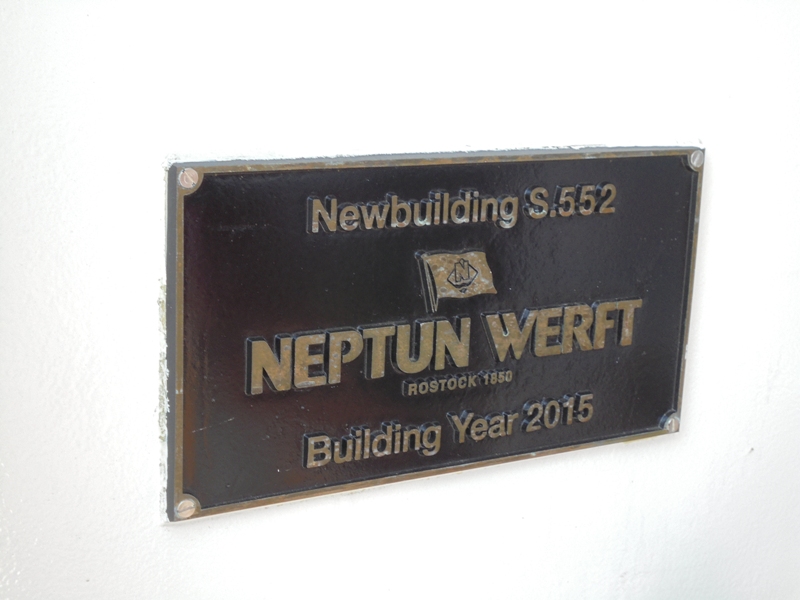 Newbuilding S.552
N
NEPTUN WERFT
ROSTOCK 1850
Building Year 2015